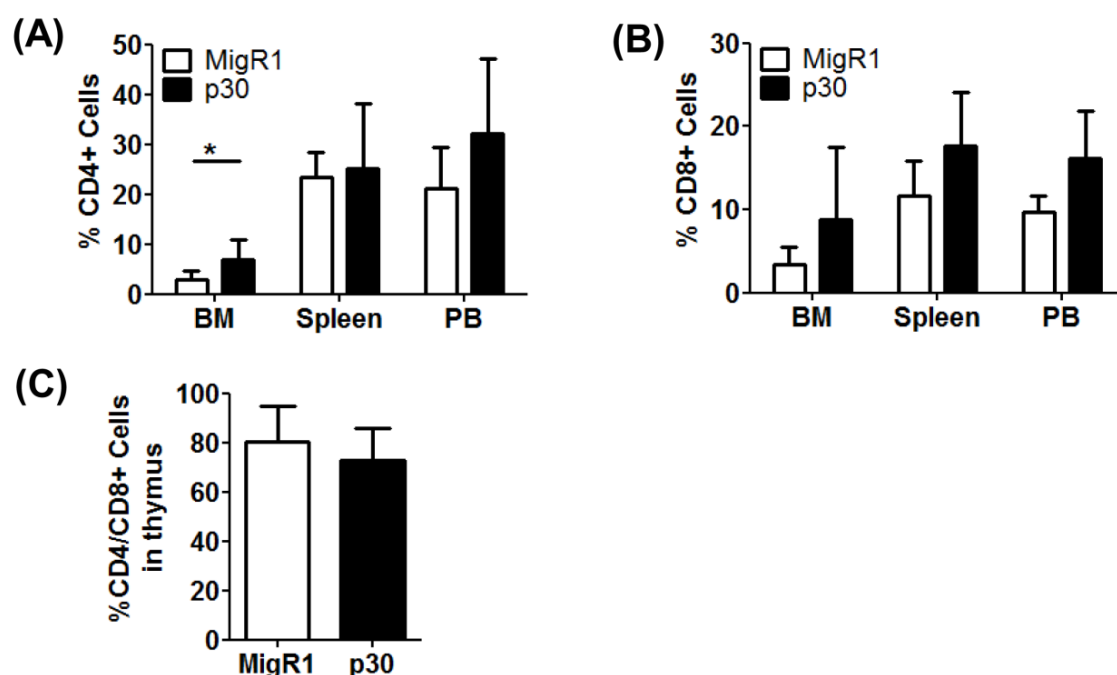 (A)
% CD4+ Cells
50
40
30
20
10
0
MigR1
p30
*
BM Spleen PB
(B)
% CD8+ Cells
30
20
10
0
MigR1
p30
BM Spleen PB
(C)
%CD4/CD8+ Cells
in thymus
100
80
60
40
20
0
MigR1 p30